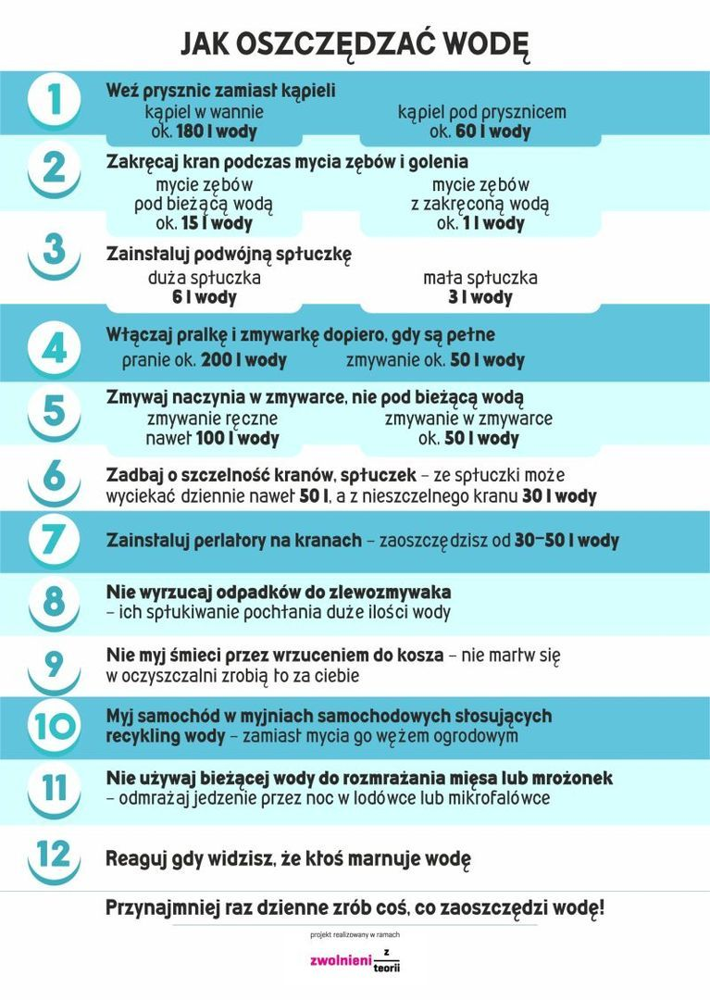 JAK OSZCZĘDZAĆ WODĘ
1
Weź prysznic zamiast kąpieli
kąpiel w wannie
ok. 180 l wody
kąpiel pod prysznicem
ok. 60 l wody
2
Zakręcaj kran podczas mycia zębów i golenia
mycie zębów
pod bieżącą wodą
ok. 15 l wody
mycie zębów
z zakręconą wodą
ok. 1 l wody
3
Zainstaluj podwójną spłuczkę
duża spłuczka
6 l wody
mała spłuczka
3 l wody
4
Włączaj pralkę i zmywarkę dopiero, gdy są pełne
pranie ok. 200 l wody
zmywanie ok. 50 l wody
5
Zmywaj naczynia w zmywarce, nie pod bieżącą wodą
zmywanie ręczne
nawet 100 l wody
zmywanie w zmywarce
ok. 50 l wody
6
Zadbaj o szczelność kranów, spłuczek – ze spłuczki może
wyciekać dziennie nawet 50 l, a z nieszczelnego kranu 30 l wody
7
Zainstaluj perlatory na kranach – zaoszczędzisz od 30–50 l wody
8
Nie wyrzucaj odpadków do zlewozmywaka
– ich spłukiwanie pochłania duże ilości wody
9
Nie myj śmieci przez wrzuceniem do kosza – nie martw się
w oczyszczalni zrobią to za ciebie
10
Myj samochód w myjniach samochodowych stosujących
recykling wody – zamiast mycia go wężem ogrodowym
11
Nie używaj bieżącej wody do rozmrażania mięsa lub mrożonek
– odmrażaj jedzenie przez noc w lodówce lub mikrofalówce
12
Reaguj gdy widzisz, że ktoś marnuje wodę
Przynajmniej raz dzienne zrób coś, co zaoszczędzi wodę!
projekt realizowany w ramach
zwolnieni z teorii